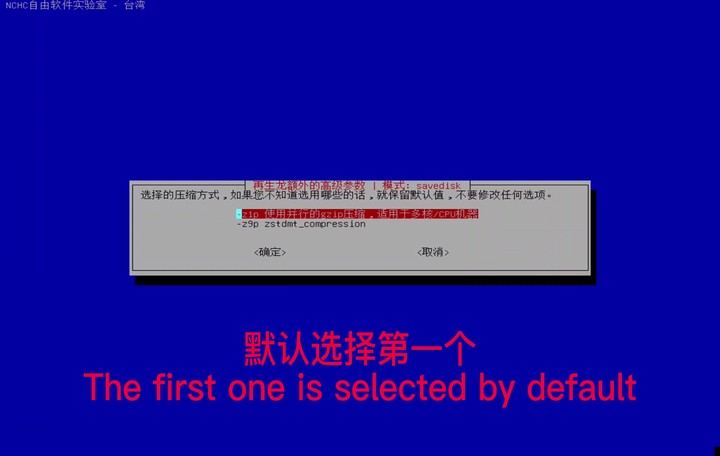 NCHC自由软件实验室 - 台湾
再生龙额外的高级参数 | 模式: savedisk
选择的压缩方式，如果您不知道选用哪些的话，就保留默认值，不要修改任何选项。
-z1p 使用并行的gzip压缩，适用于多核/CPU机器
-z9p zstdmt_compression
<确定> <取消>
默认选择第一个
The first one is selected by default